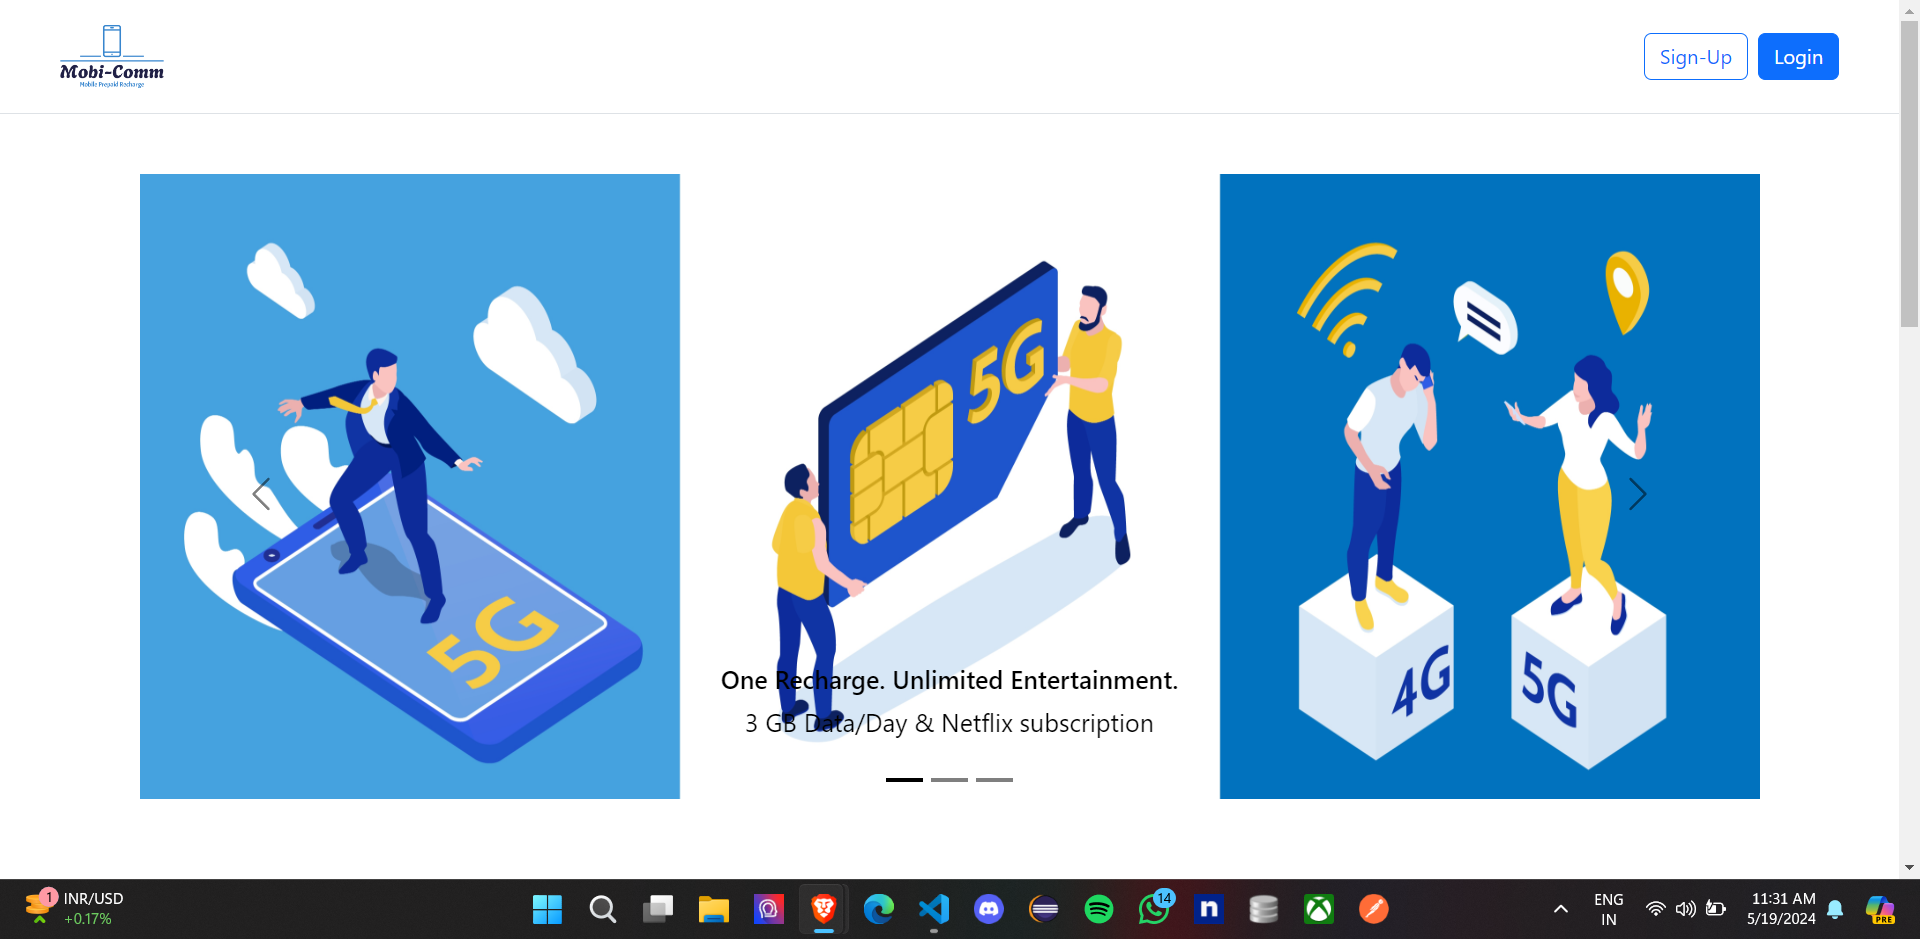 Mobi-Comm
Mobile Prepaid Recharge
Sign-Up
Login
5G
5G
4G
5G
One Recharge. Unlimited Entertainment.
3 GB Data/Day & Netflix subscription
1
INR/USD
+0.17%
14
n
ENG
IN
11:31 AM
5/19/2024
PRE